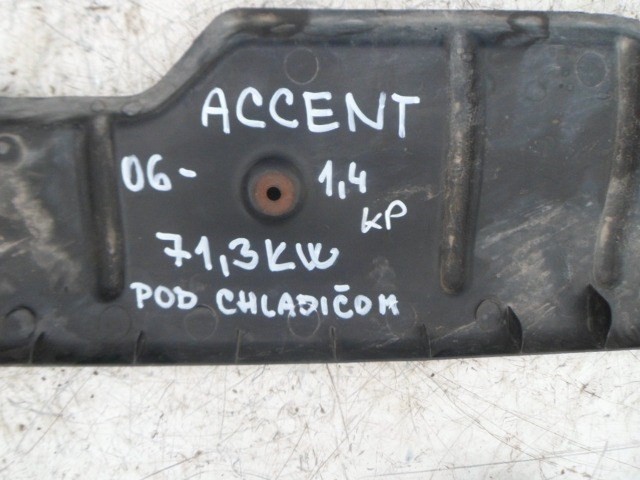 ACCENT
06- 1,4
KP
71,3KW
POD CHLADIČOM